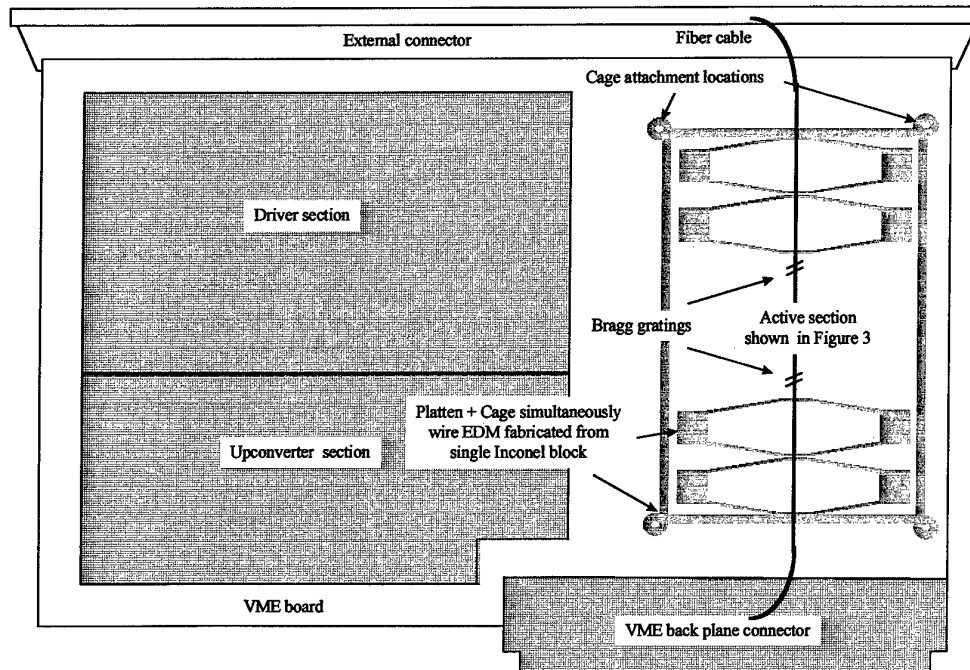 External connector
Fiber cable
Cage attachment locations
Driver section
Bragg gratings
Active section
shown in Figure 3
Platten + Cage simultaneously
wire EDM fabricated from
single Inconel block
Upconverter section
VME board
VME back plane connector